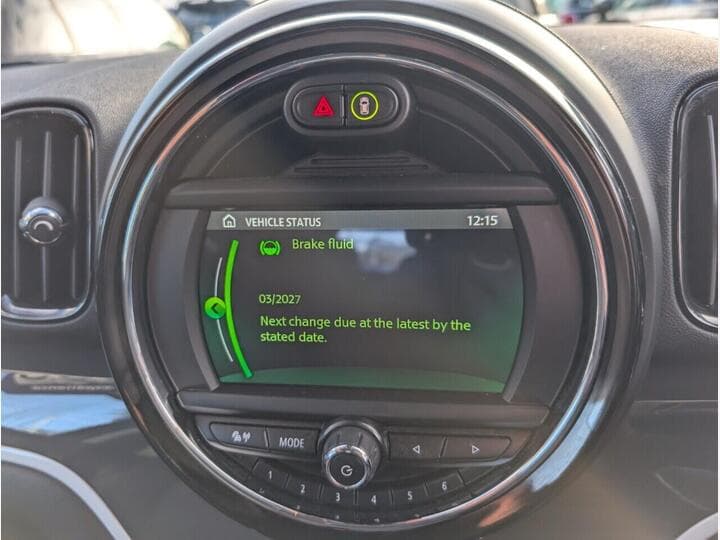 VEHICLE STATUS 12:15
Brake fluid
03/2027
Next change due at the latest by the
stated date.
MODE
1 2 3 4 5 6